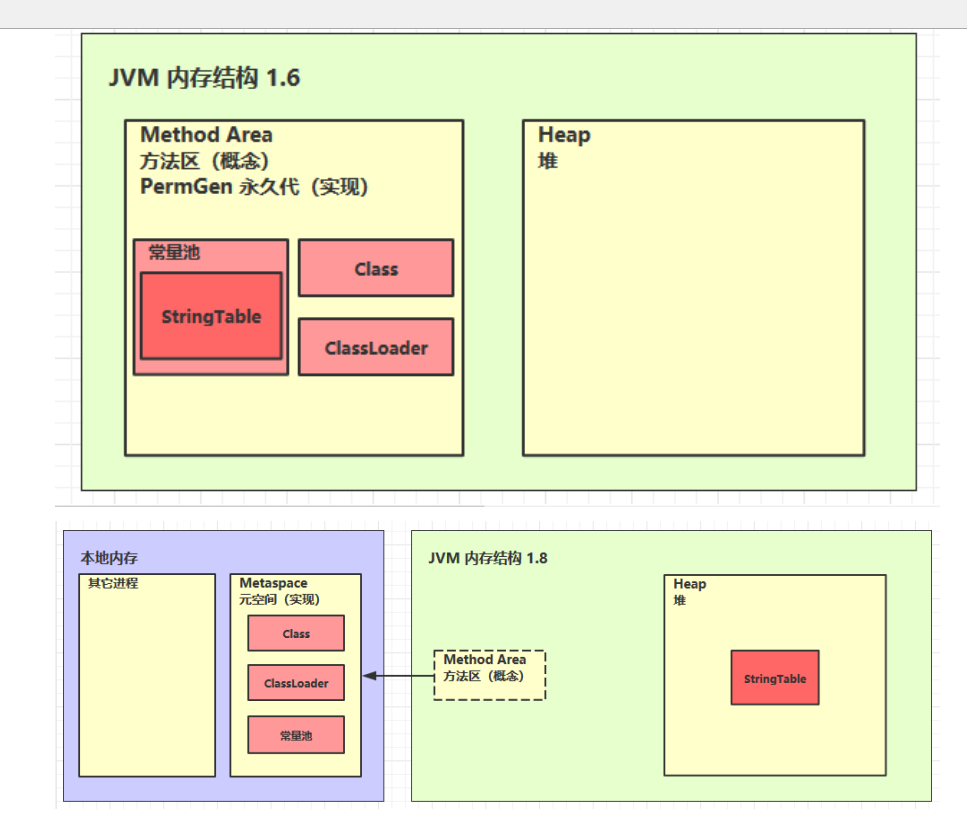 JVM 内存结构 1.6
Method Area
方法区（概念）
PermGen 永久代（实现）
Heap
堆
常量池
StringTable
Class
ClassLoader
本地内存
其它进程
Metaspace
元空间（实现）
Class
ClassLoader
常量池
JVM 内存结构 1.8
Method Area
方法区（概念）
Heap
堆
StringTable